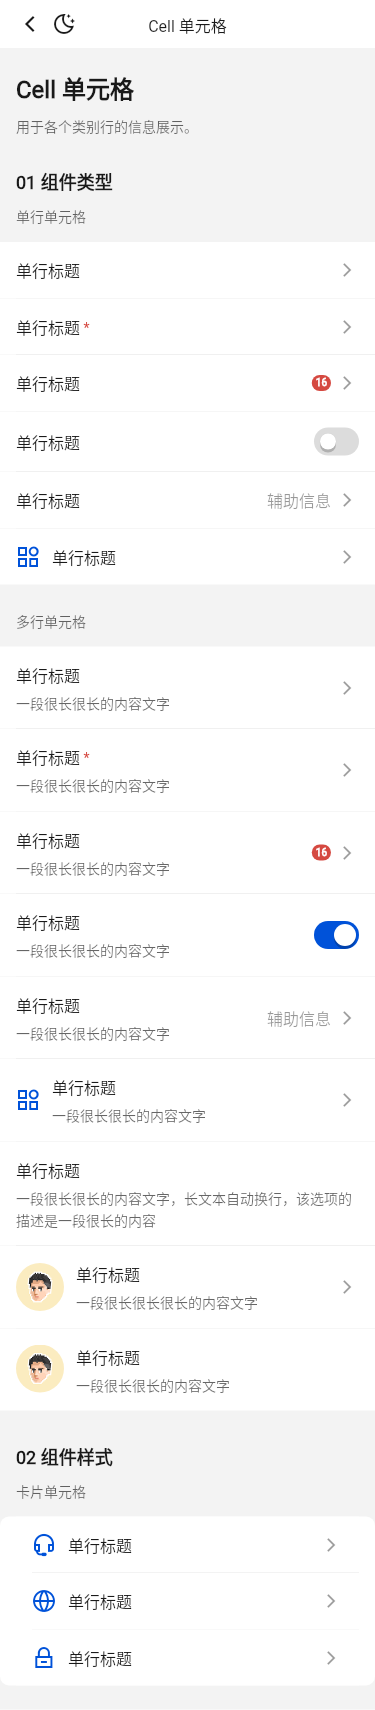 Cell 单元格
Cell 单元格
用于各个类别行的信息展示。
01 组件类型
单行单元格
单行标题
单行标题 *
单行标题 16
单行标题
单行标题 辅助信息
单行标题
多行单元格
单行标题
一段很长很长的内容文字
单行标题 *
一段很长很长的内容文字
单行标题
一段很长很长的内容文字
16
单行标题
一段很长很长的内容文字
单行标题
一段很长很长的内容文字
辅助信息
单行标题
一段很长很长的内容文字
单行标题
一段很长很长的内容文字，长文本自动换行，该选项的
描述是一段很长的内容
单行标题
一段很长很长很长的内容文字
单行标题
一段很长很长的内容文字
02 组件样式
卡片单元格
单行标题
单行标题
单行标题